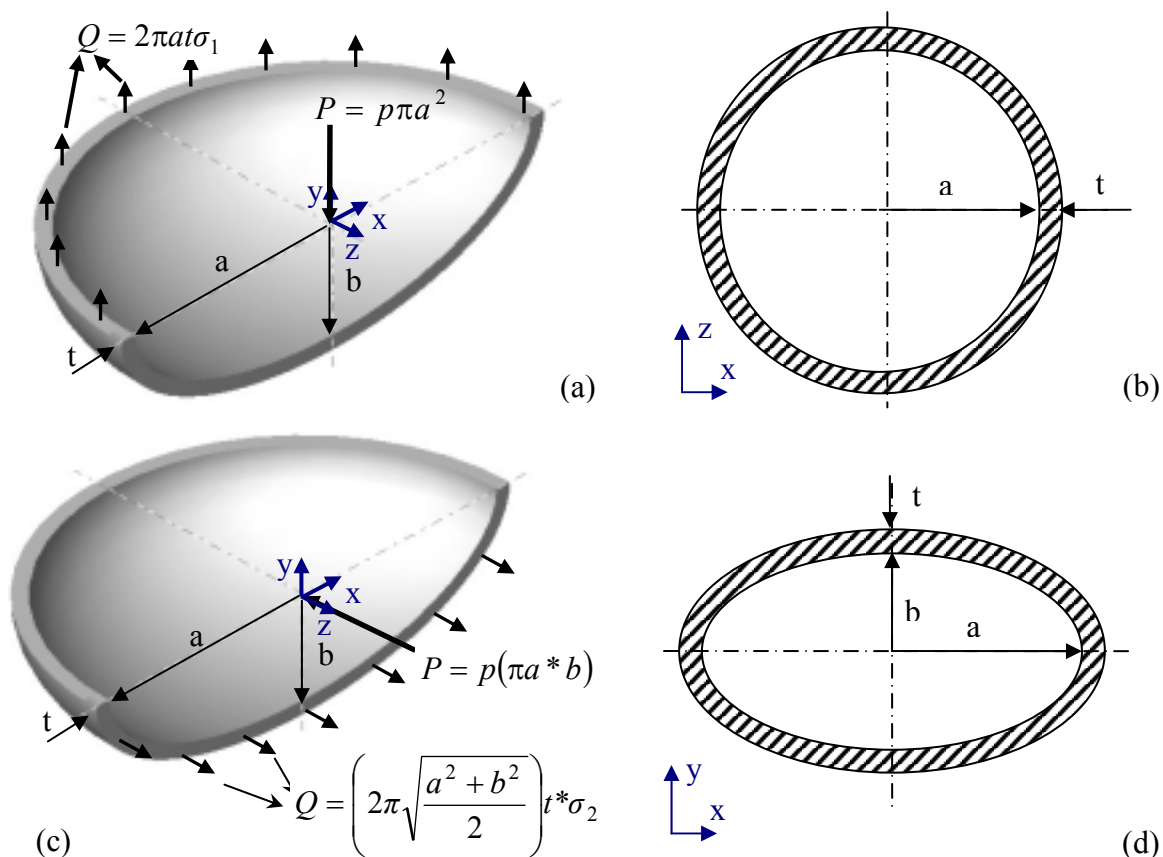 Q = 2πatσ₁
P = pπa²
y
x
z
a
b
t
(a)
a
t
z
x
(b)
y
x
z
a
b
t
P = p(πa * b)
Q = (2π√((a² + b²)/2)) t*σ₂
(c)
t
b
a
y
x
(d)